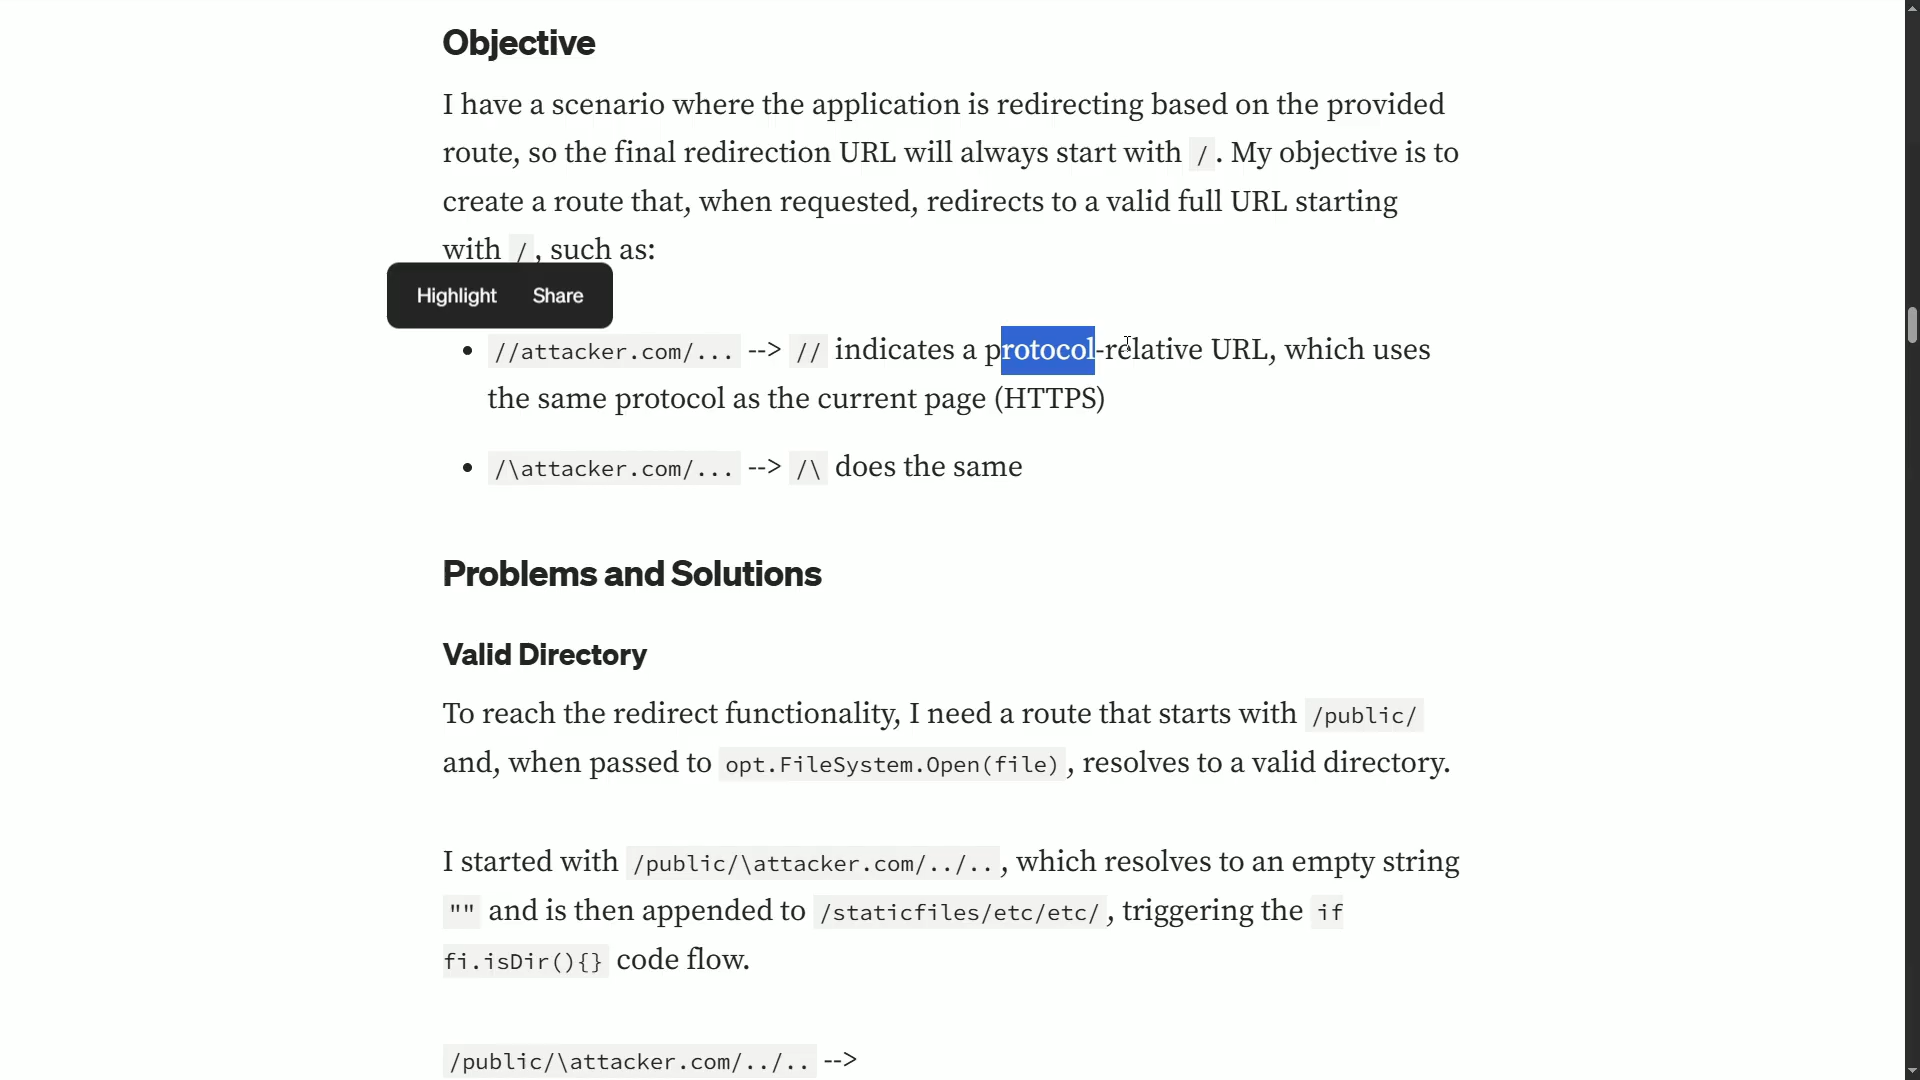 Objective
I have a scenario where the application is redirecting based on the provided
route, so the final redirection URL will always start with /. My objective is to
create a route that, when requested, redirects to a valid full URL starting
with /, such as:
Highlight Share
• //attacker.com/... --> // indicates a protocol-relative URL, which uses
the same protocol as the current page (HTTPS)
• /\attacker.com/... --> /\ does the same
Problems and Solutions
Valid Directory
To reach the redirect functionality, I need a route that starts with /public/
and, when passed to opt.FileSystem.Open(file), resolves to a valid directory.
I started with /public/\attacker.com/../.., which resolves to an empty string
"" and is then appended to /staticfiles/etc/etc/, triggering the if
fi.isDir(){} code flow.
/public/\attacker.com/../.. -->